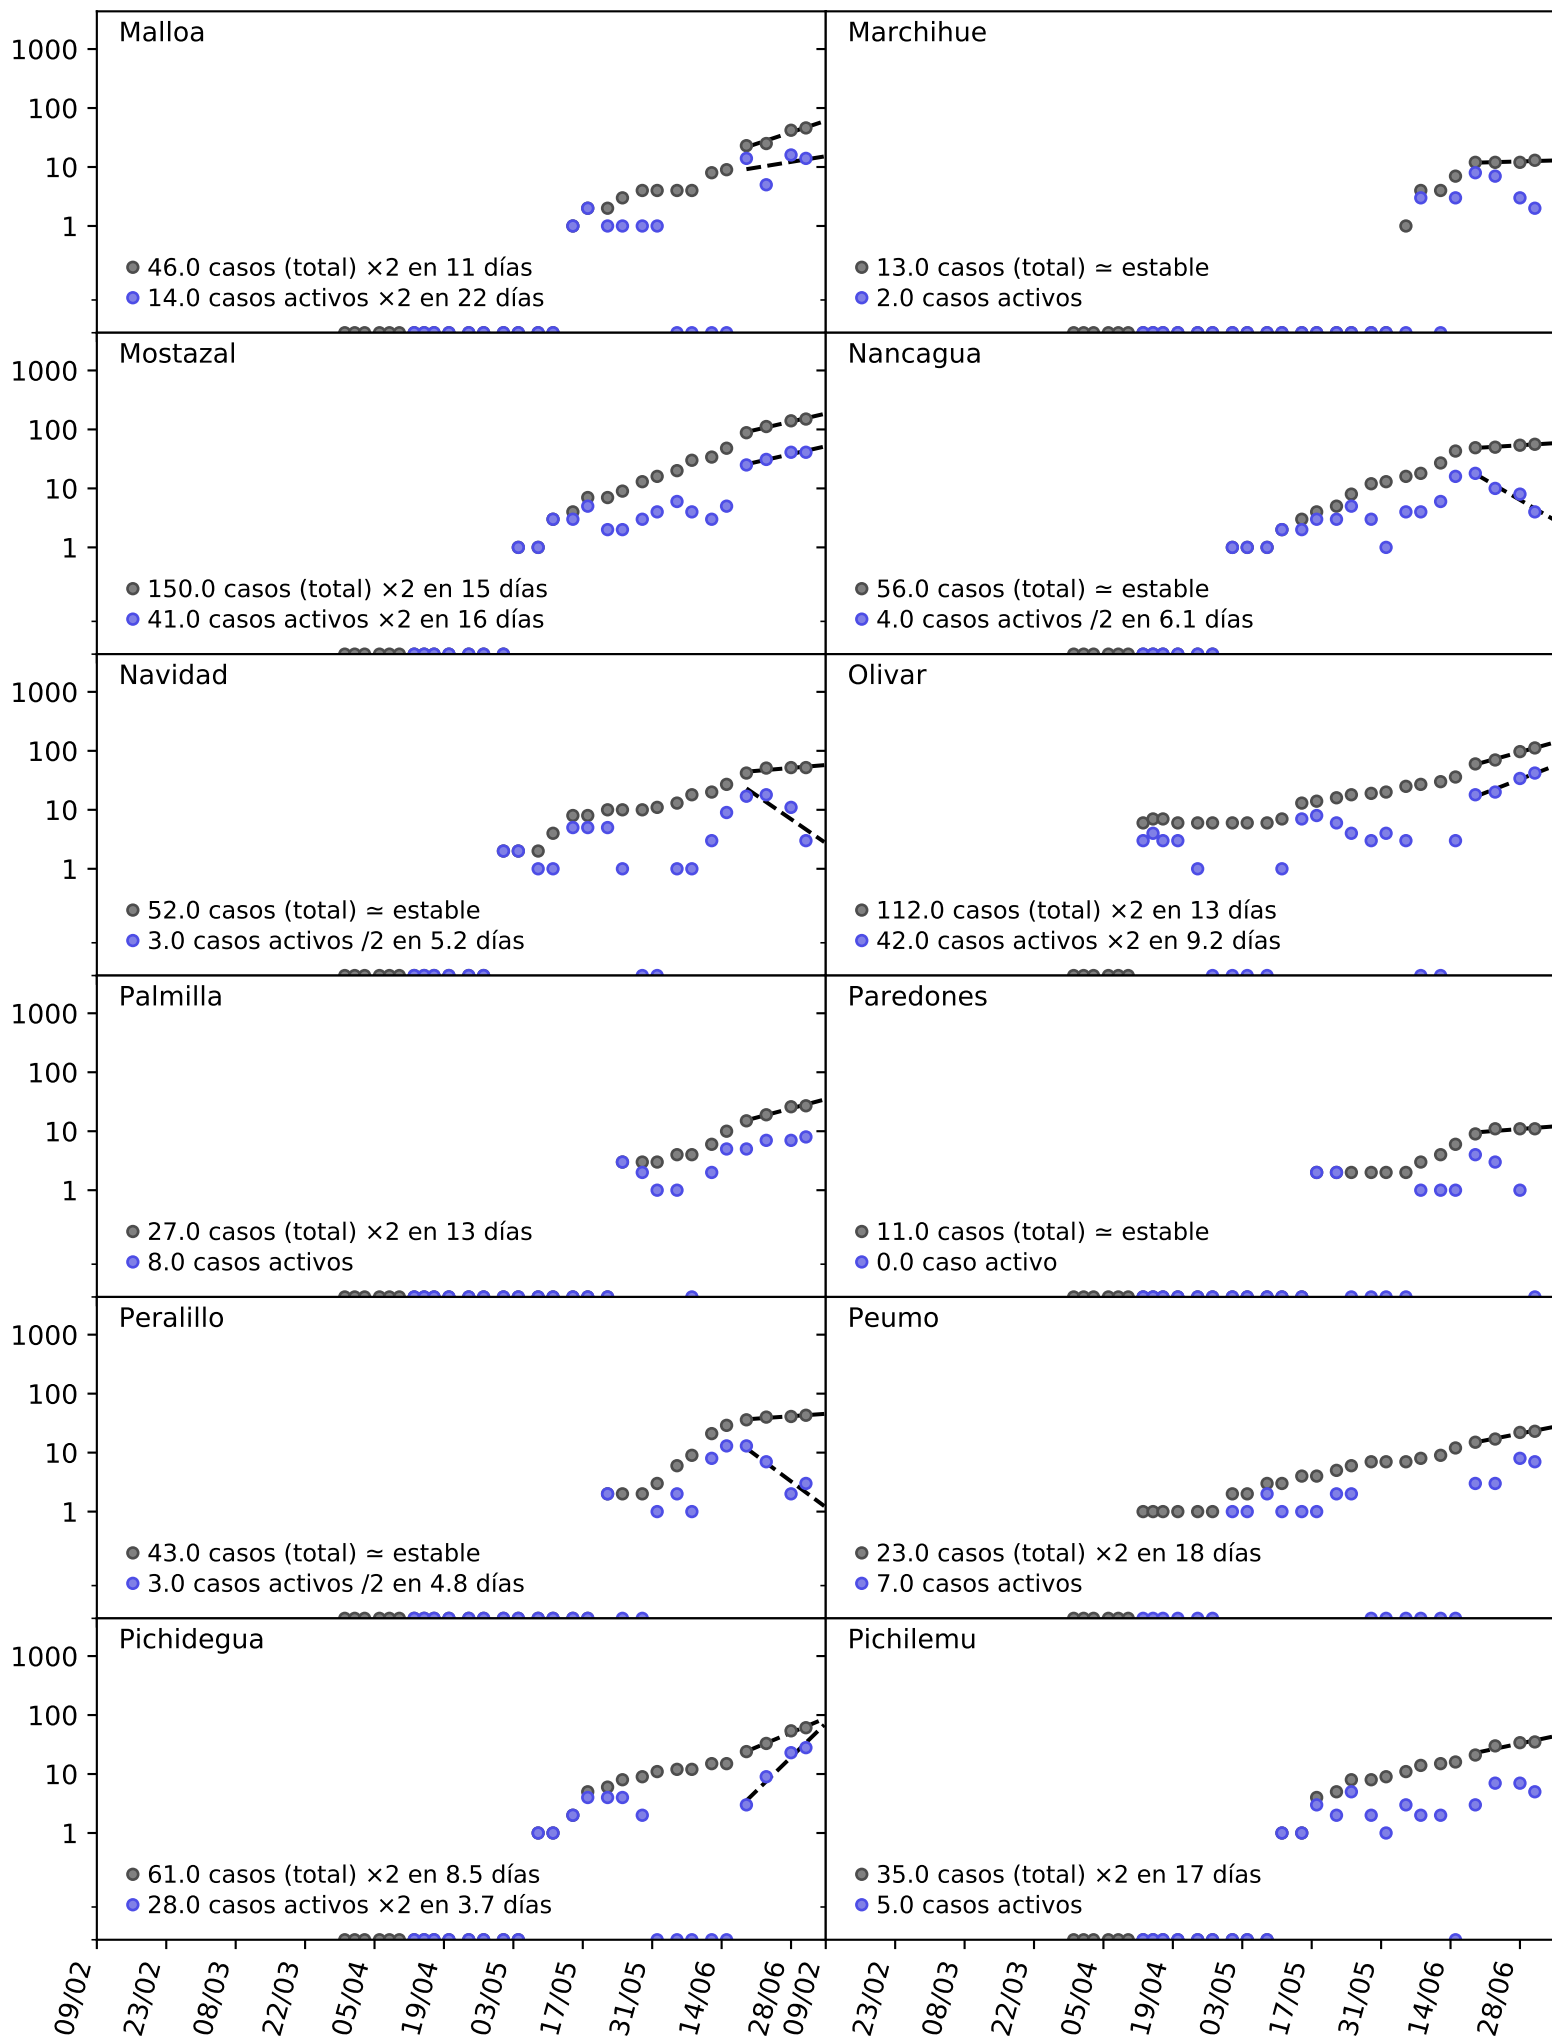 Malloa
Marchihue
1000
100
10
1
46.0 casos (total) ×2 en 11 días
14.0 casos activos ×2 en 22 días
13.0 casos (total) ≃ estable
2.0 casos activos
Mostazal
Nancagua
1000
100
10
1
150.0 casos (total) ×2 en 15 días
41.0 casos activos ×2 en 16 días
56.0 casos (total) ≃ estable
4.0 casos activos /2 en 6.1 días
Navidad
Olivar
1000
100
10
1
52.0 casos (total) ≃ estable
3.0 casos activos /2 en 5.2 días
112.0 casos (total) ×2 en 13 días
42.0 casos activos ×2 en 9.2 días
Palmilla
Paredones
1000
100
10
1
27.0 casos (total) ×2 en 13 días
8.0 casos activos
11.0 casos (total) ≃ estable
0.0 caso activo
Peralillo
Peumo
1000
100
10
1
43.0 casos (total) ≃ estable
3.0 casos activos /2 en 4.8 días
23.0 casos (total) ×2 en 18 días
7.0 casos activos
Pichidegua
Pichilemu
1000
100
10
1
61.0 casos (total) ×2 en 8.5 días
28.0 casos activos ×2 en 3.7 días
35.0 casos (total) ×2 en 17 días
5.0 casos activos
09/02
23/02
08/03
22/03
05/04
19/04
03/05
17/05
31/05
14/06
28/06
09/02
23/02
08/03
22/03
05/04
19/04
03/05
17/05
31/05
14/06
28/06